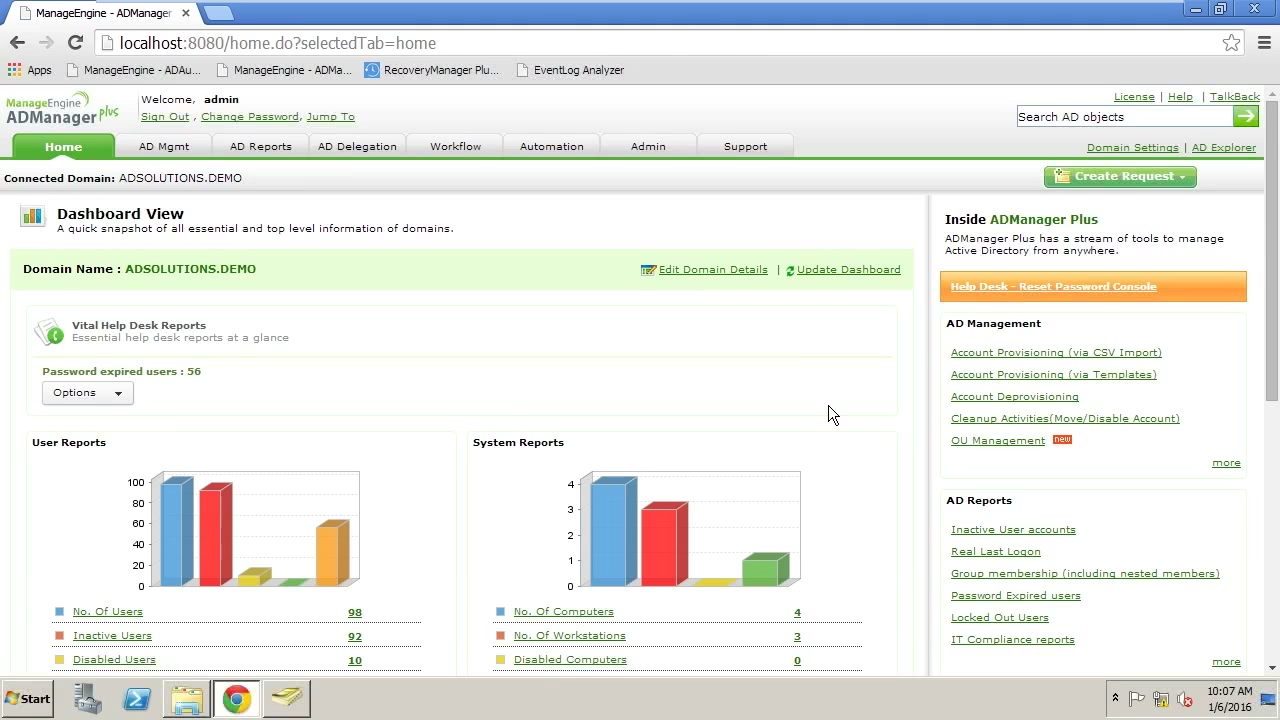 ManageEngine - ADManager
localhost:8080/home.do?selectedTab=home
Apps
ManageEngine - ADAu...
ManageEngine - ADMa...
RecoveryManager Plu...
EventLog Analyzer
ManageEngine
ADManager plus
Welcome, admin
Sign Out , Change Password, Jump To
License | Help | TalkBack
Search AD objects
Home
AD Mgmt
AD Reports
AD Delegation
Workflow
Automation
Admin
Support
Domain Settings | AD Explorer
Connected Domain: ADSOLUTIONS.DEMO
Create Request
Dashboard View
A quick snapshot of all essential and top level information of domains.
Domain Name : ADSOLUTIONS.DEMO
Edit Domain Details | Update Dashboard
Vital Help Desk Reports
Essential help desk reports at a glance
Password expired users : 56
Options
User Reports
100
80
60
40
20
0
No. Of Users 98
Inactive Users 92
Disabled Users 10
System Reports
4
3
2
1
0
No. Of Computers 4
No. Of Workstations 3
Disabled Computers 0
Inside ADManager Plus
ADManager Plus has a stream of tools to manage
Active Directory from anywhere.
Help Desk - Reset Password Console
AD Management
Account Provisioning (via CSV Import)
Account Provisioning (via Templates)
Account Deprovisioning
Cleanup Activities(Move/Disable Account)
OU Management new
more
AD Reports
Inactive User accounts
Real Last Logon
Group membership (including nested members)
Password Expired users
Locked Out Users
IT Compliance reports
more
Start
10:07 AM
1/6/2016